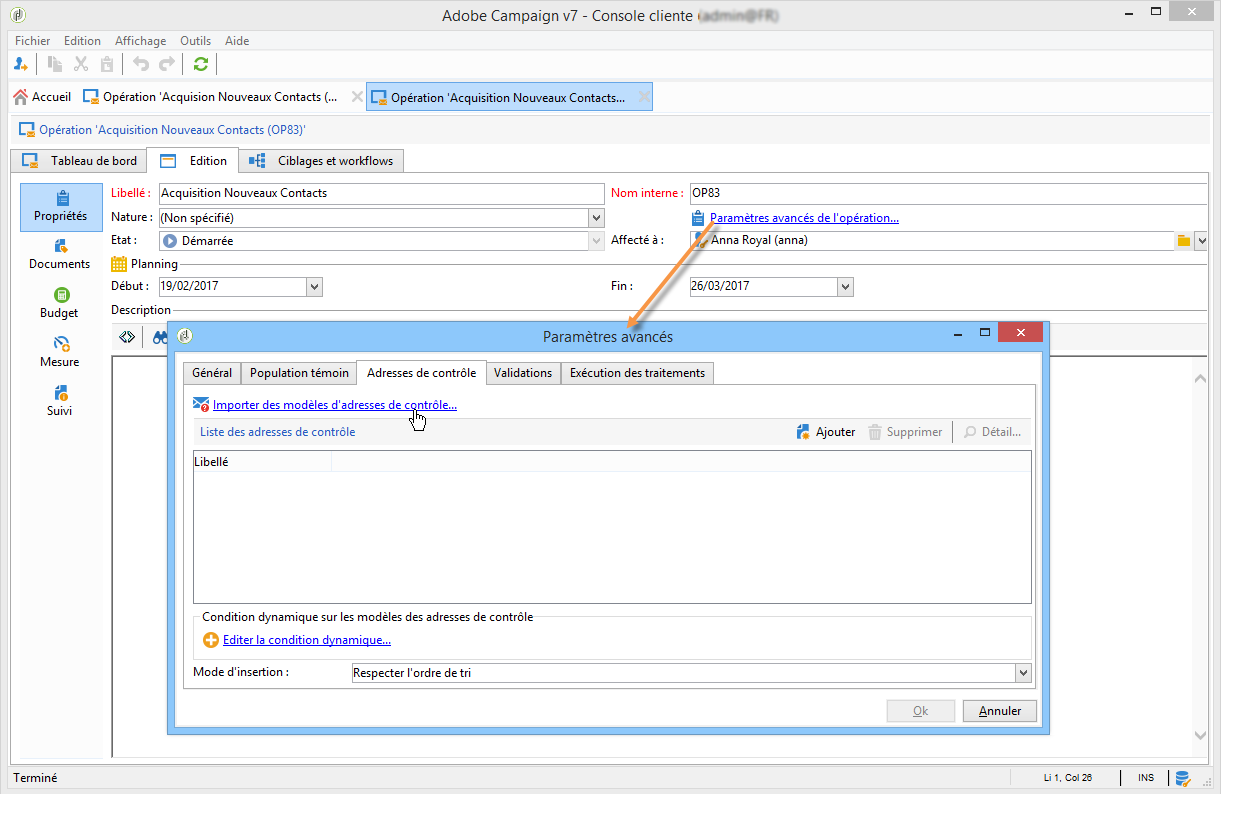 Adobe Campaign v7 - Console cliente (admin@FR)
Fichier Edition Affichage Outils Aide
Accueil Opération 'Acquision Nouveaux Contacts (... Opération 'Acquisition Nouveaux Contacts...
Opération 'Acquisition Nouveaux Contacts (OP83)'
Tableau de bord Edition Ciblages et workflows
Propriétés
Documents
Budget
Mesure
Suivi
Libellé : Acquisition Nouveaux Contacts Nom interne : OP83
Nature : (Non spécifié) Paramètres avancés de l'opération...
Etat : Démarrée Affecté à : Anna Royal (anna)
Planning
Début : 19/02/2017 Fin : 26/03/2017
Description
Paramètres avancés
Général Population témoin Adresses de contrôle Validations Exécution des traitements
Importer des modèles d'adresses de contrôle...
Liste des adresses de contrôle Ajouter Supprimer Détail...
Libellé
Condition dynamique sur les modèles des adresses de contrôle
Editer la condition dynamique...
Mode d'insertion : Respecter l'ordre de tri
Ok Annuler
Terminé Li 1, Col 26 INS